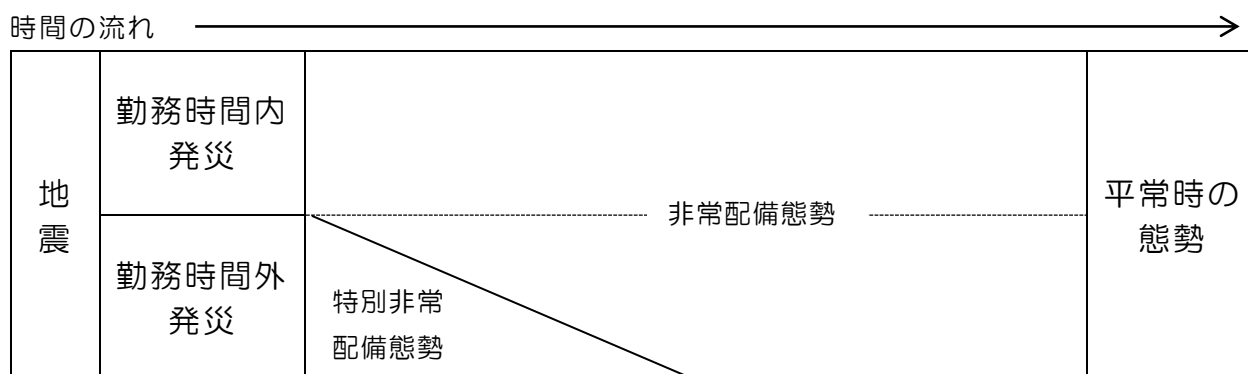 時間の流れ
地
震
勤務時間内
発災
勤務時間外
発災
特別非常
配備態勢
非常配備態勢
平常時の
態勢